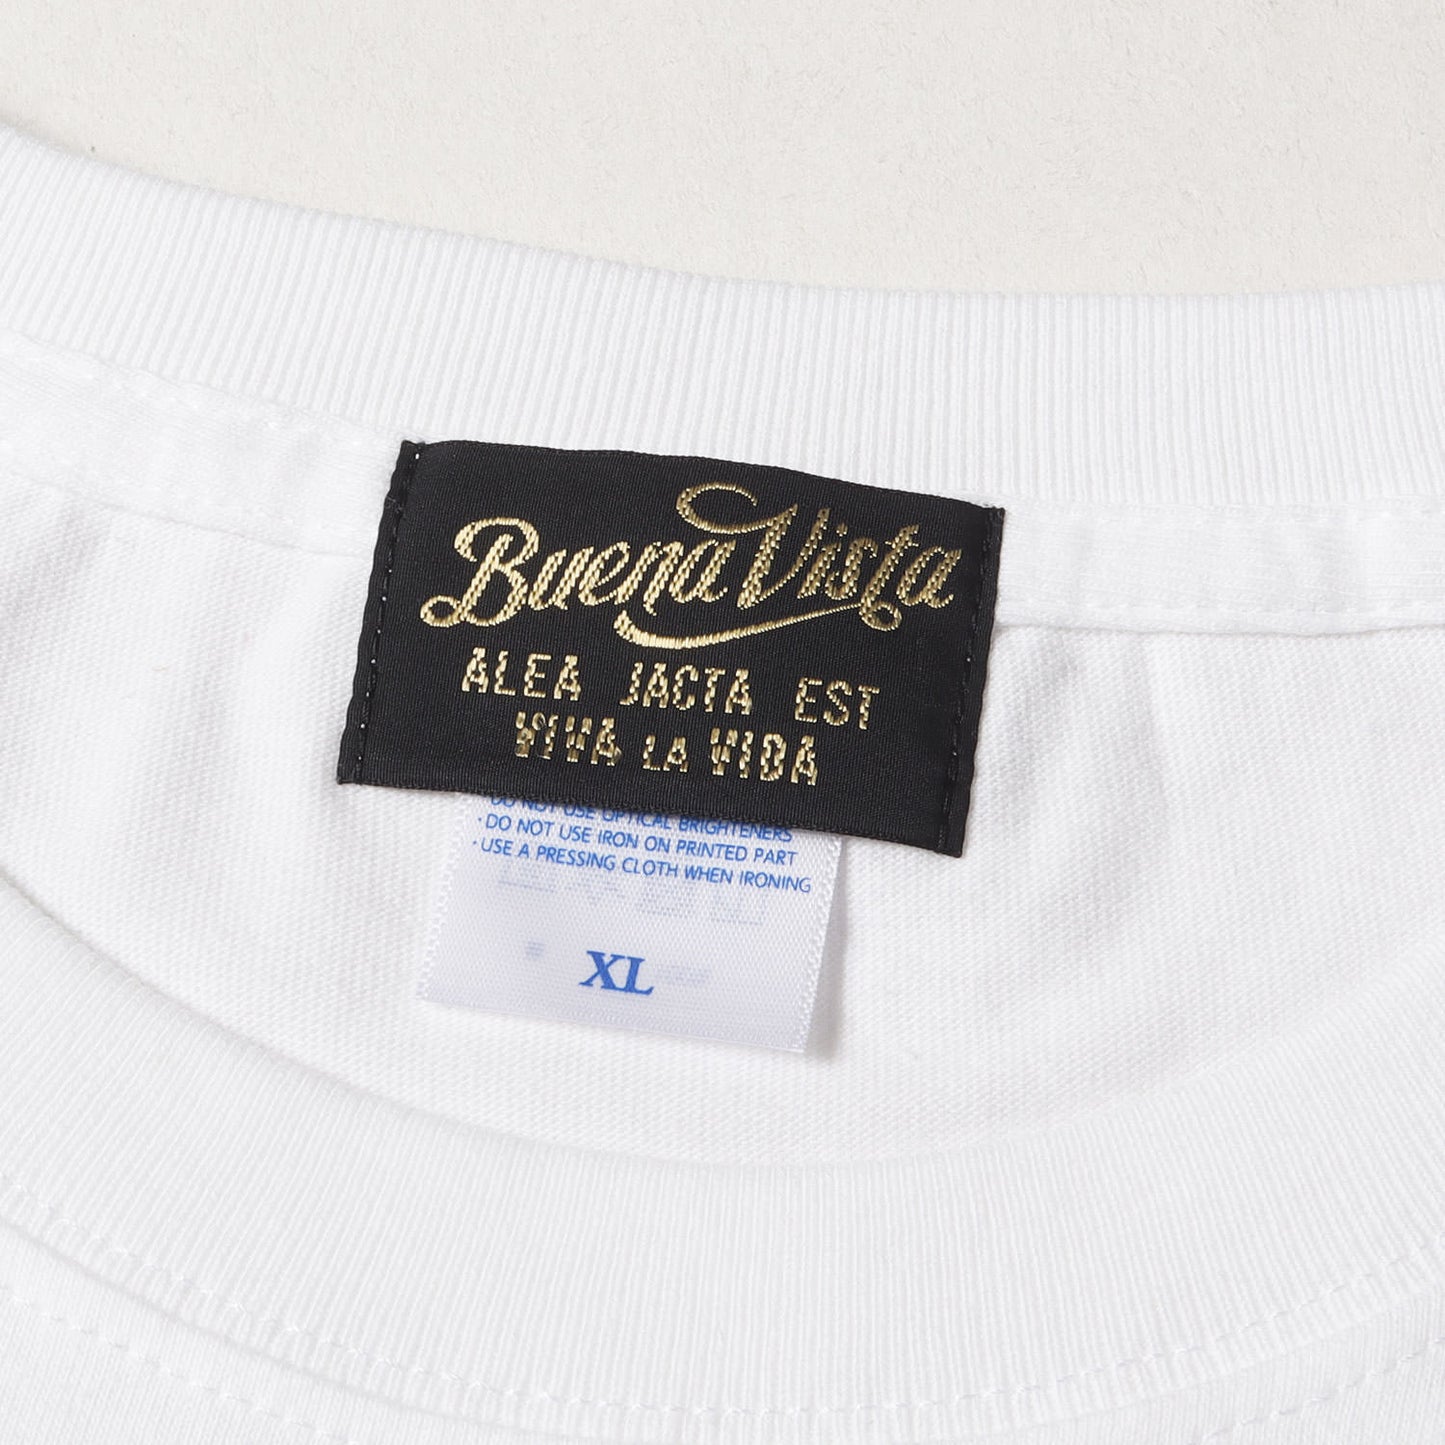 Buena Vista
ALEA JACTA EST
VIVA LA VIDA
·DO NOT USE OPTICAL BRIGHTENERS
·DO NOT USE IRON ON PRINTED PART
·USE A PRESSING CLOTH WHEN IRONING
XL